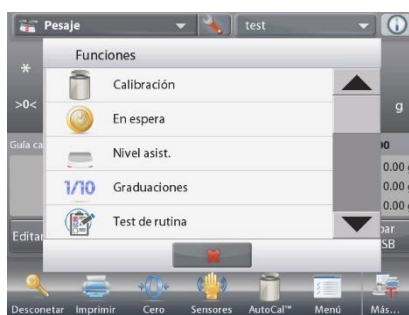 Pesaje
test
Funciones
*
Calibración
>0<
En espera
g
Guía ca
Nivel asist.
0.00
1/10
Graduaciones
0.00
0.00
Editar
Test de rutina
SB
Desconetar
Imprimir
Cero
Sensores
AutoCal™
Menú
Más...